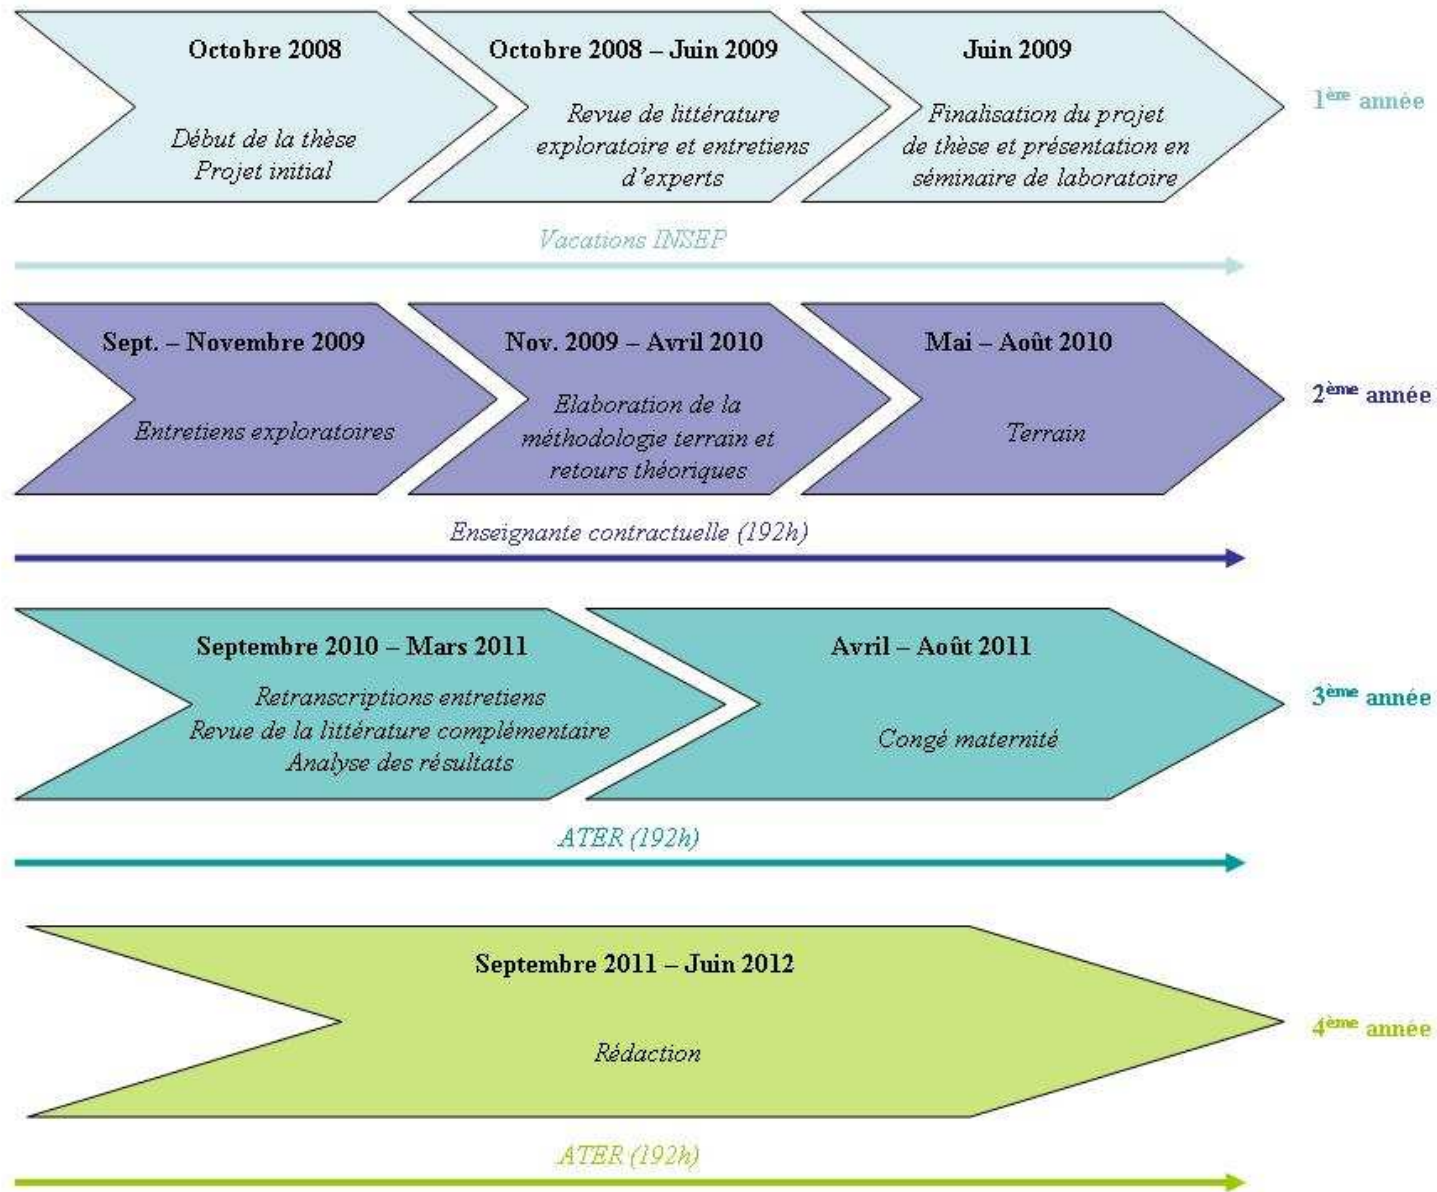 Octobre 2008
Début de la thèse
Projet initial
Octobre 2008 – Juin 2009
Revue de littérature
exploratoire et entretiens
d'experts
Juin 2009
Finalisation du projet
de thèse et présentation en
séminaire de laboratoire
1ère année
Vacations INSEP
Sept. – Novembre 2009
Entretiens exploratoires
Nov. 2009 – Avril 2010
Elaboration de la
méthodologie terrain et
retours théoriques
Mai – Août 2010
Terrain
2ème année
Enseignante contractuelle (192h)
Septembre 2010 – Mars 2011
Retranscriptions entretiens
Revue de la littérature complémentaire
Analyse des résultats
Avril – Août 2011
Congé maternité
3ème année
ATER (192h)
Septembre 2011 – Juin 2012
Rédaction
4ème année
ATER (192h)